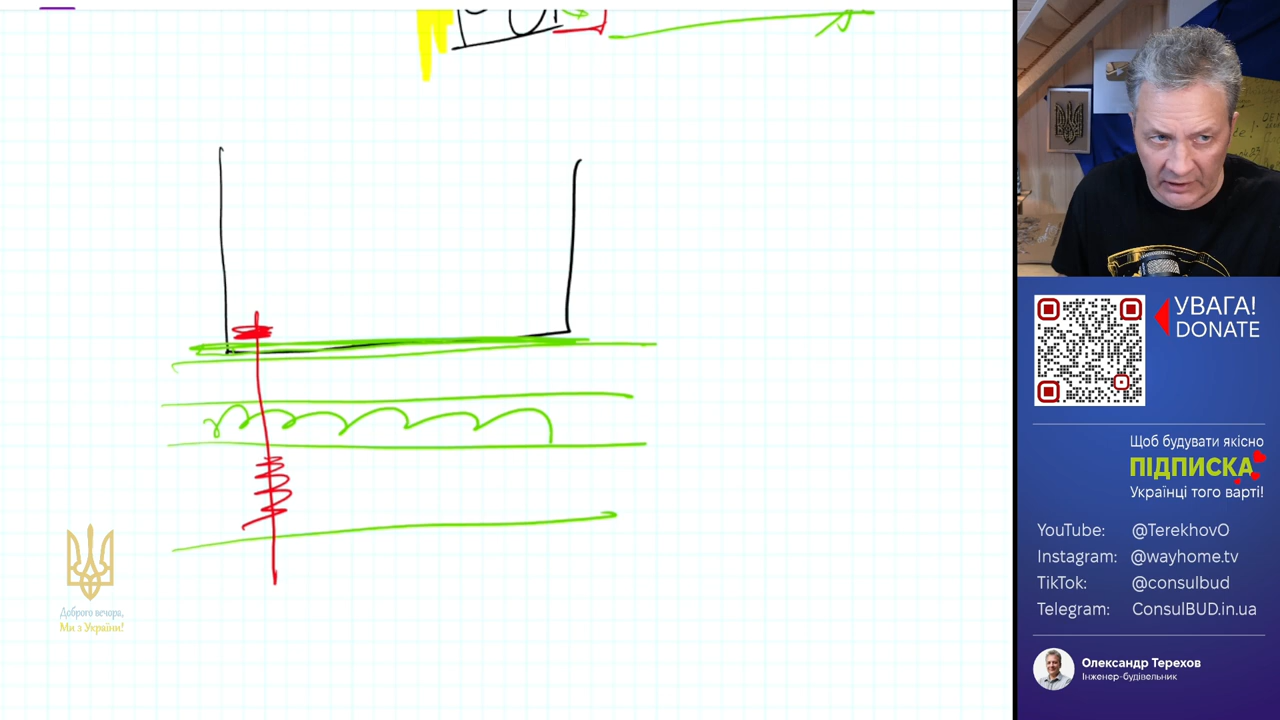 УВАГА!
DONATE
Щоб будувати якісно
ПІДПИСКА
Українці того варті!
YouTube: @TerekhovO
Instagram: @wayhome.tv
TikTok: @consulbud
Telegram: ConsulBUD.in.ua
Олександр Терехов
Інженер-будівельник
Доброго вечора,
Ми з України!